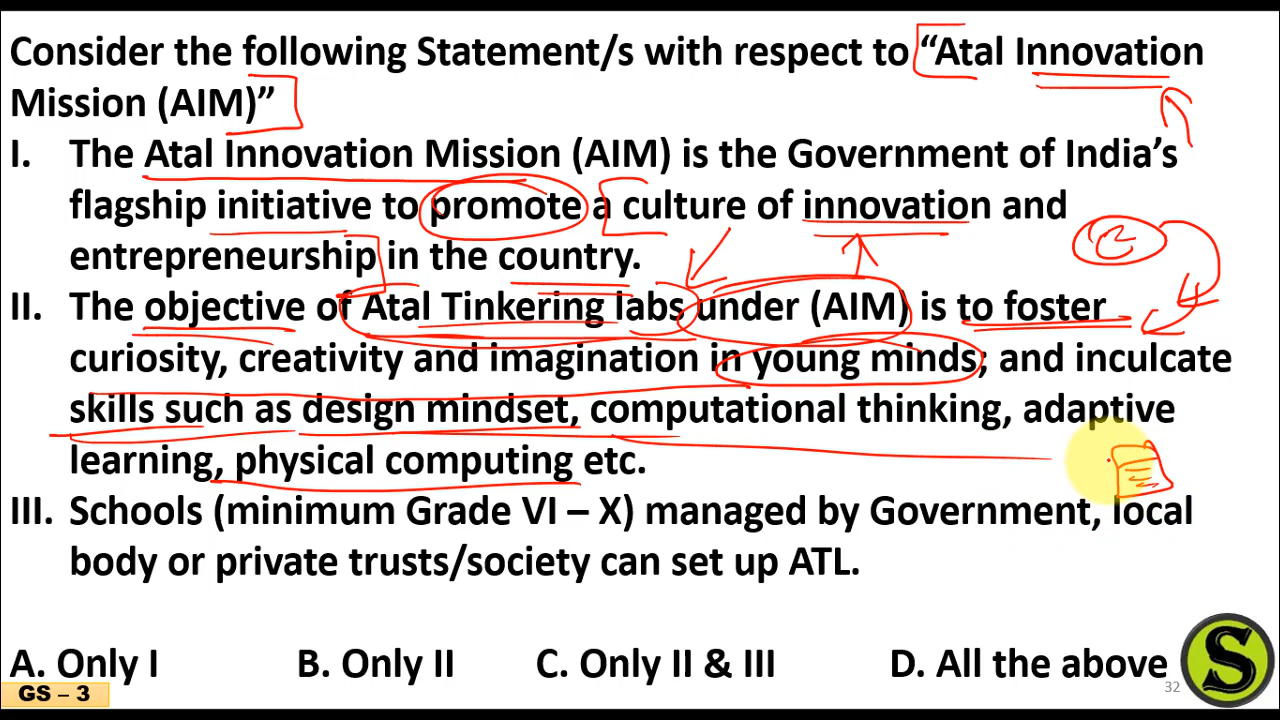 Consider the following Statement/s with respect to “Atal Innovation
Mission (AIM)”
I. The Atal Innovation Mission (AIM) is the Government of India’s
flagship initiative to promote a culture of innovation and
entrepreneurship in the country.
II. The objective of Atal Tinkering labs under (AIM) is to foster
curiosity, creativity and imagination in young minds; and inculcate
skills such as design mindset, computational thinking, adaptive
learning, physical computing etc.
III. Schools (minimum Grade VI – X) managed by Government, local
body or private trusts/society can set up ATL.
A. Only I B. Only II C. Only II & III D. All the above
GS – 3 32
S